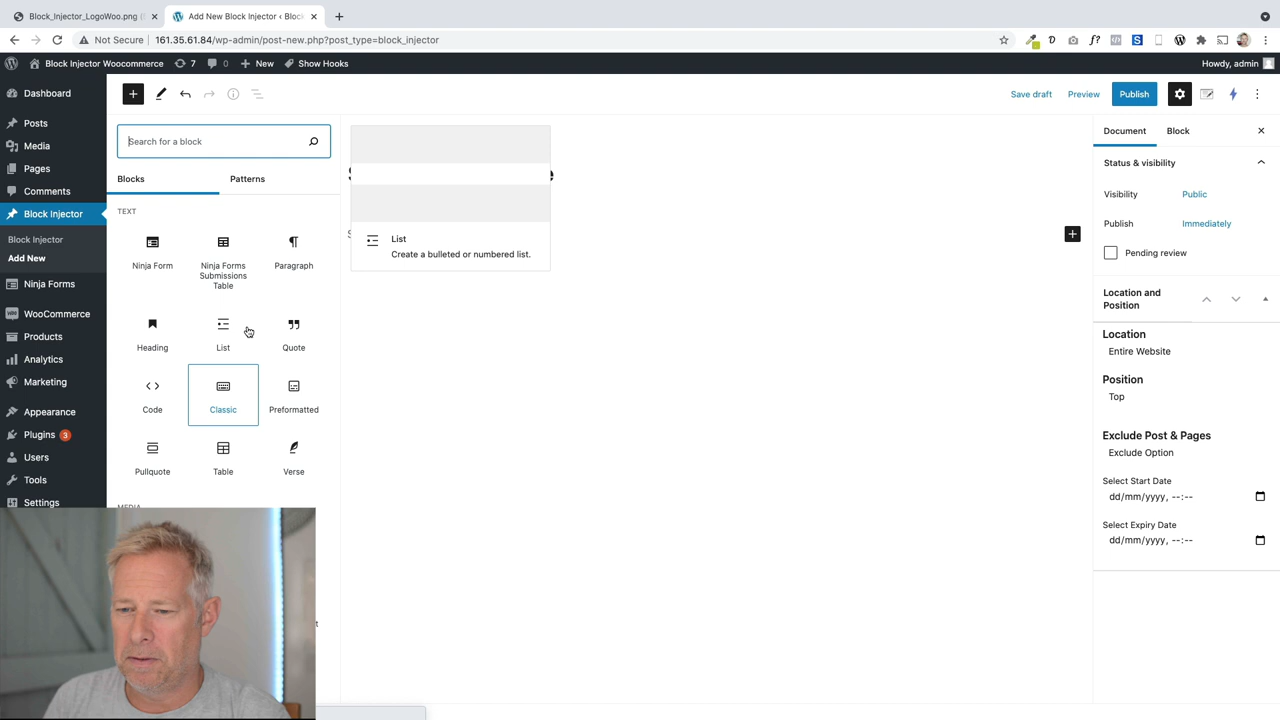 Block_Injector_LogoWoo.png (
Add New Block Injector ‹ Bloc
Not Secure
161.35.61.84/wp-admin/post-new.php?post_type=block_injector
Block Injector Woocommerce
7
0
New
Show Hooks
Howdy, admin
Dashboard
Posts
Media
Pages
Comments
Block Injector
Block Injector
Add New
Ninja Forms
WooCommerce
Products
Analytics
Marketing
Appearance
Plugins 3
Users
Tools
Settings
Save draft
Preview
Publish
Search for a block
Blocks
Patterns
TEXT
Ninja Form
Ninja Forms
Submissions
Table
Paragraph
Heading
List
Quote
Code
Classic
Preformatted
Pullquote
Table
Verse
List
Create a bulleted or numbered list.
Document
Block
Status & visibility
Visibility
Public
Publish
Immediately
Pending review
Location and
Position
Location
Entire Website
Position
Top
Exclude Post & Pages
Exclude Option
Select Start Date
dd/mm/yyyy, --:--
Select Expiry Date
dd/mm/yyyy, --:--